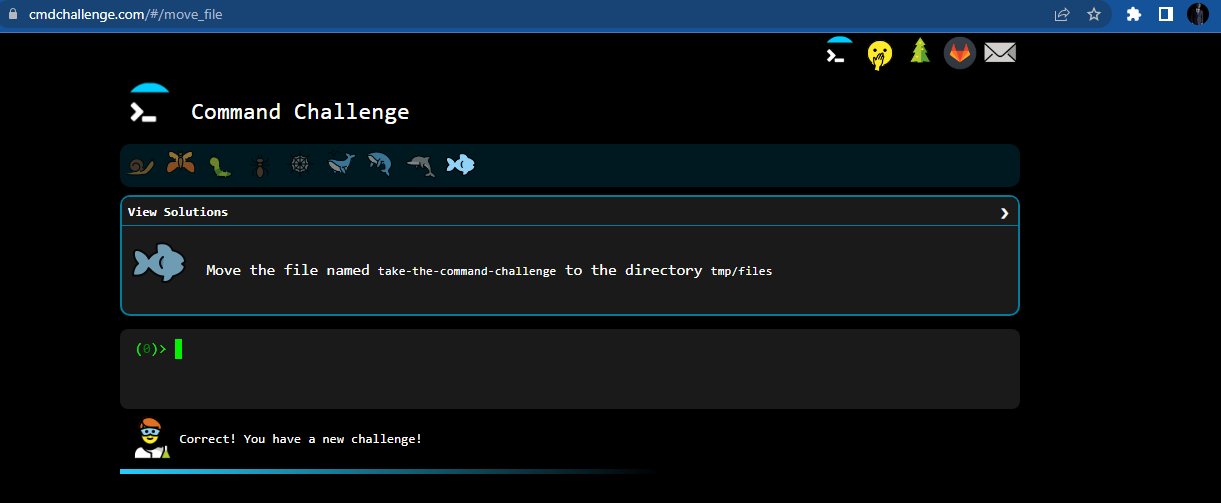 cmdchallenge.com/#/move_file
Command Challenge
View Solutions
Move the file named take-the-command-challenge to the directory tmp/files
(0)>
Correct! You have a new challenge!